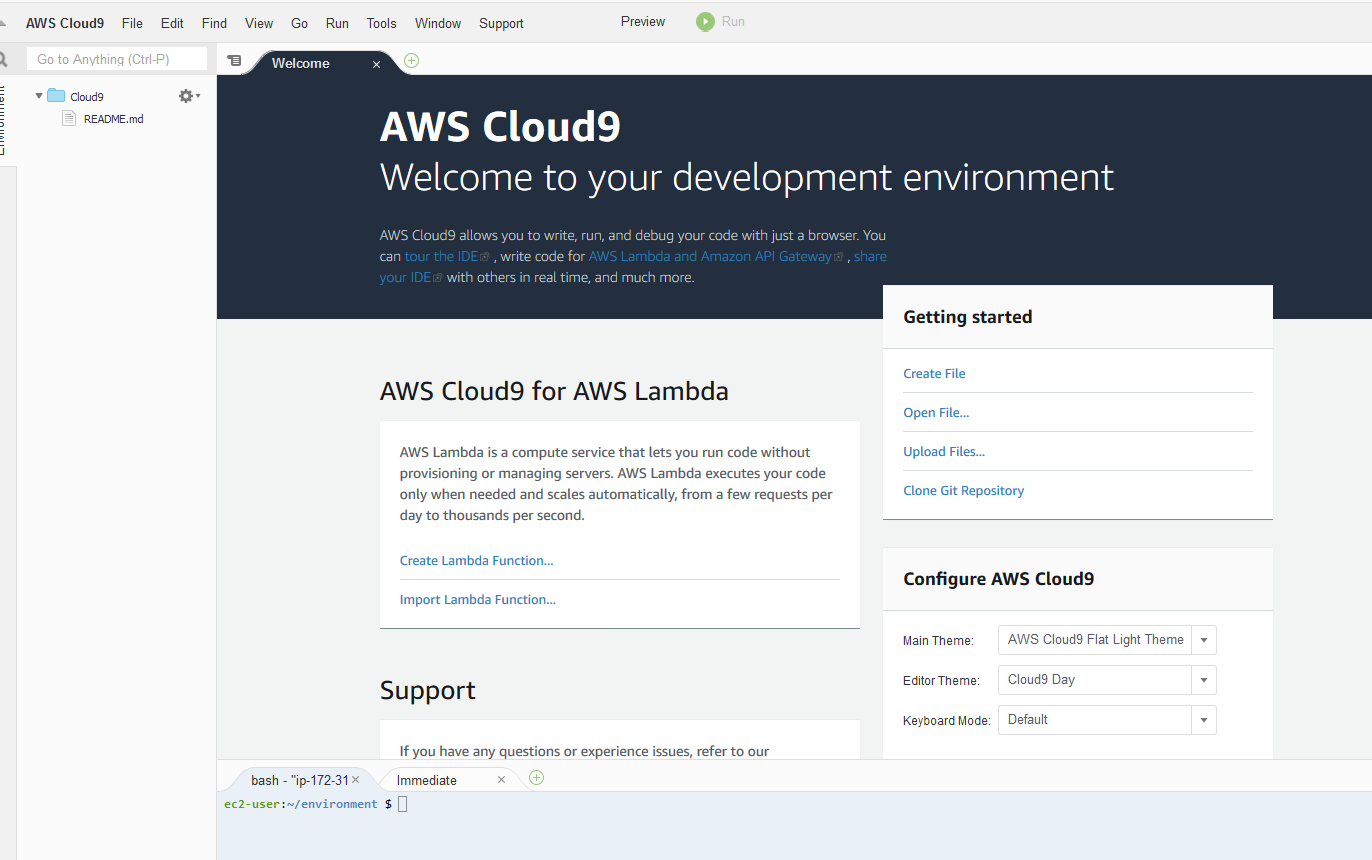 AWS Cloud9 File Edit Find View Go Run Tools Window Support Preview Run
Go to Anything (Ctrl-P)
Welcome
Environment
Cloud9
README.md
AWS Cloud9
Welcome to your development environment
AWS Cloud9 allows you to write, run, and debug your code with just a browser. You
can tour the IDE , write code for AWS Lambda and Amazon API Gateway , share
your IDE with others in real time, and much more.
Getting started
Create File
Open File...
Upload Files...
Clone Git Repository
AWS Cloud9 for AWS Lambda
AWS Lambda is a compute service that lets you run code without
provisioning or managing servers. AWS Lambda executes your code
only when needed and scales automatically, from a few requests per
day to thousands per second.
Create Lambda Function...
Import Lambda Function...
Configure AWS Cloud9
Main Theme: AWS Cloud9 Flat Light Theme
Editor Theme: Cloud9 Day
Keyboard Mode: Default
Support
If you have any questions or experience issues, refer to our
bash - "ip-172-31
Immediate
ec2-user:~/environment $